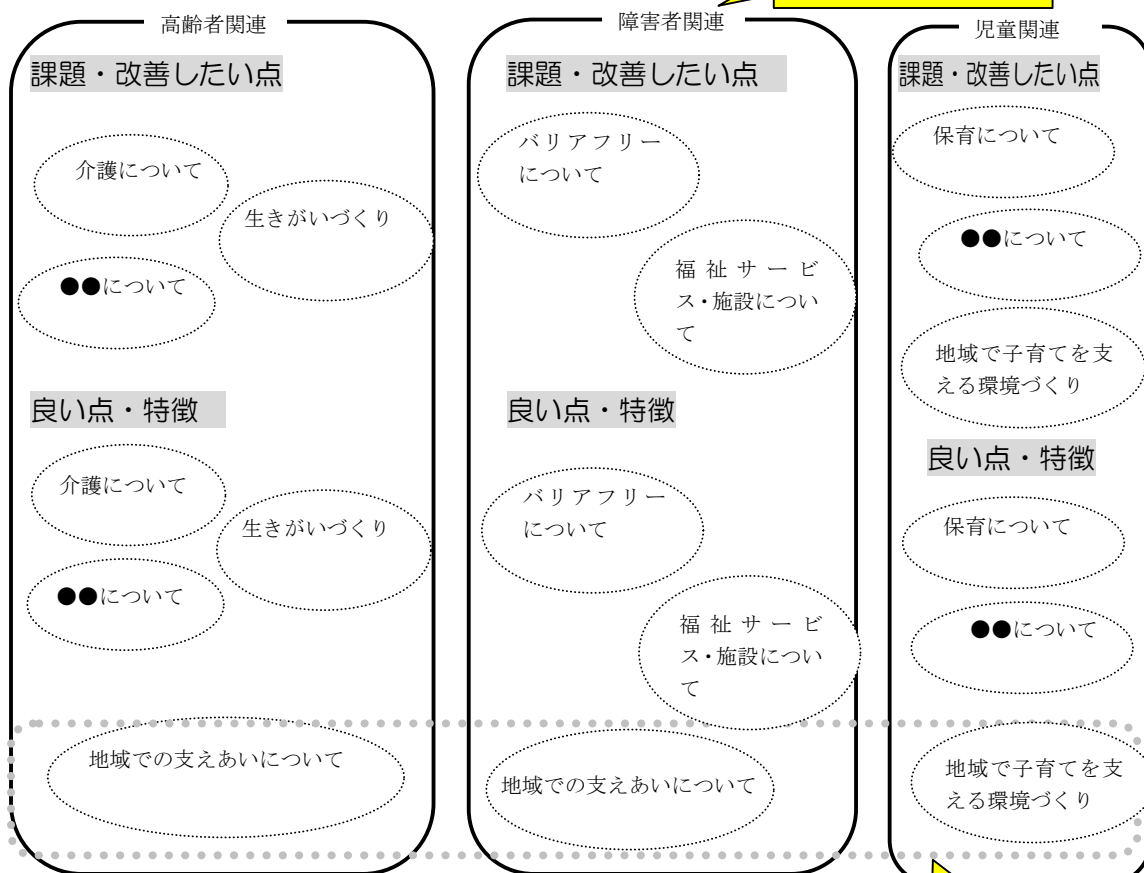 高齢者関連
課題・改善したい点
介護について
生きがいづくり
●●について
良い点・特徴
介護について
生きがいづくり
●●について
地域での支えあいについて
障害者関連
課題・改善したい点
バリアフリー
について
福祉サービ
ス・施設につい
て
良い点・特徴
バリアフリー
について
福祉サービ
ス・施設につい
て
地域での支えあいについて
児童関連
課題・改善したい点
保育について
●●について
地域で子育てを支
える環境づくり
良い点・特徴
保育について
●●について
地域で子育てを支
える環境づくり